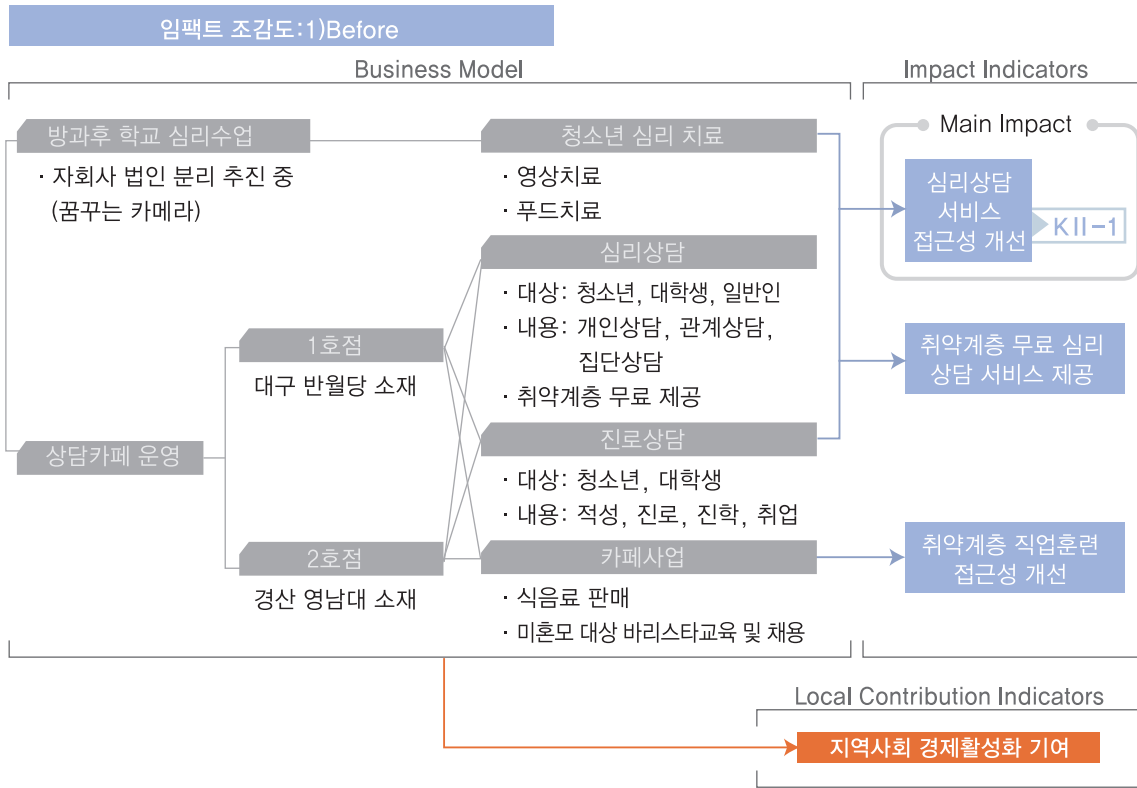 임팩트 조감도:1)Before
Business Model
Impact Indicators
방과후 학교 심리수업
· 자회사 법인 분리 추진 중
(꿈꾸는 카메라)
상담카페 운영
1호점
대구 반월당 소재
2호점
경산 영남대 소재
청소년 심리 치료
· 영상치료
· 푸드치료
심리상담
· 대상: 청소년, 대학생, 일반인
· 내용: 개인상담, 관계상담,
집단상담
· 취약계층 무료 제공
진로상담
· 대상: 청소년, 대학생
· 내용: 적성, 진로, 진학, 취업
카페사업
· 식음료 판매
· 미혼모 대상 바리스타교육 및 채용
Main Impact
심리상담
서비스
접근성 개선
KII-1
취약계층 무료 심리
상담 서비스 제공
취약계층 직업훈련
접근성 개선
Local Contribution Indicators
지역사회 경제활성화 기여